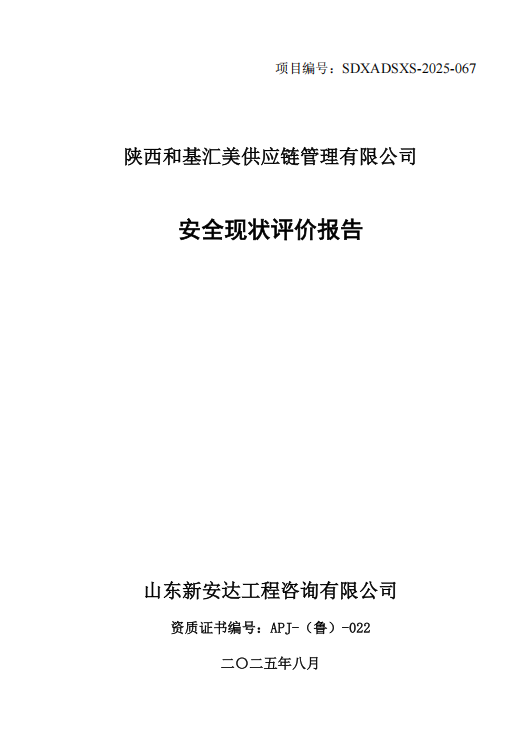 项目编号：SDXADSXS-2025-067
陕西和基汇美供应链管理有限公司
安全现状评价报告
山东新安达工程咨询有限公司
资质证书编号：APJ-（鲁）-022
二〇二五年八月